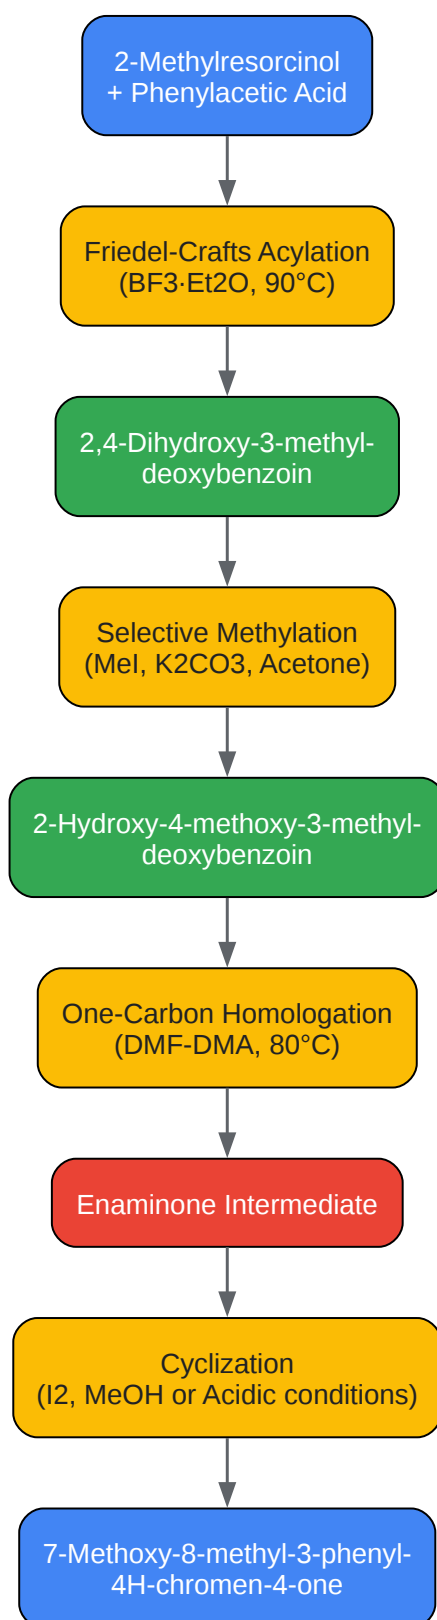 2-Methylresorcinol
+ Phenylacetic Acid
Friedel-Crafts Acylation
(BF3·Et2O, 90°C)
2,4-Dihydroxy-3-methyl-
deoxybenzoin
Selective Methylation
(MeI, K2CO3, Acetone)
2-Hydroxy-4-methoxy-3-methyl-
deoxybenzoin
One-Carbon Homologation
(DMF-DMA, 80°C)
Enaminone Intermediate
Cyclization
(I2, MeOH or Acidic conditions)
7-Methoxy-8-methyl-3-phenyl-
4H-chromen-4-one